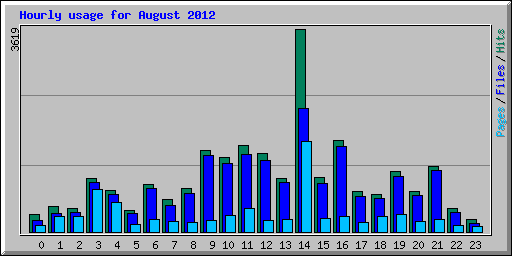 Hourly usage for August 2012
3619
Pages/Files/Hits
0 1 2 3 4 5 6 7 8 9 10 11 12 13 14 15 16 17 18 19 20 21 22 23